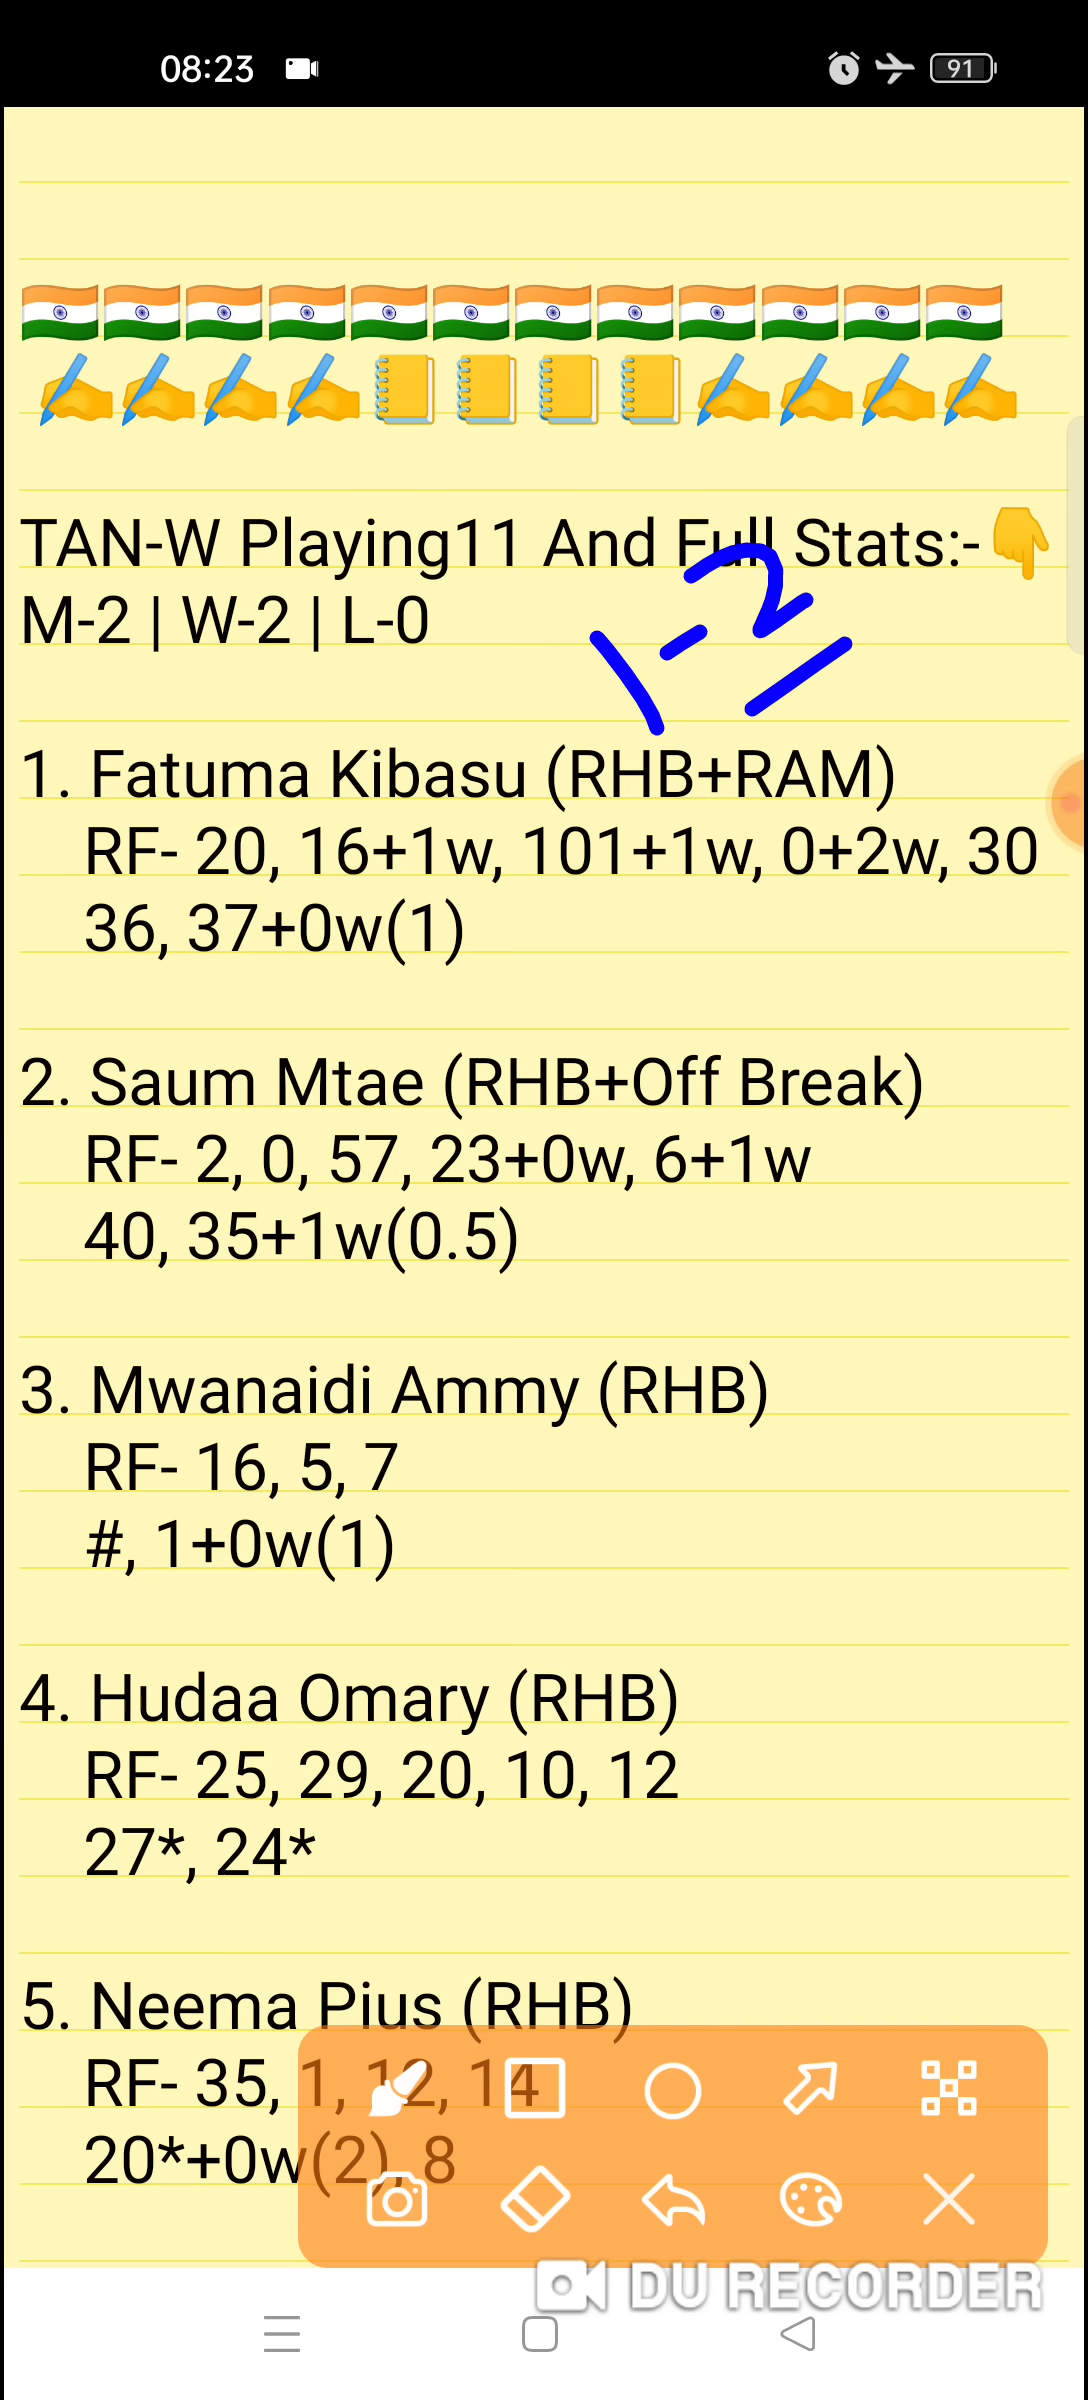 08:23
91
TAN-W Playing11 And Full Stats:-
M-2 | W-2 | L-0
1. Fatuma Kibasu (RHB+RAM)
RF- 20, 16+1w, 101+1w, 0+2w, 30
36, 37+0w(1)
2. Saum Mtae (RHB+Off Break)
RF- 2, 0, 57, 23+0w, 6+1w
40, 35+1w(0.5)
3. Mwanaidi Ammy (RHB)
RF- 16, 5, 7
#, 1+0w(1)
4. Hudaa Omary (RHB)
RF- 25, 29, 20, 10, 12
27*, 24*
5. Neema Pius (RHB)
RF- 35, 1, 12, 14
20*+0w(2), 8
DU RECORDER